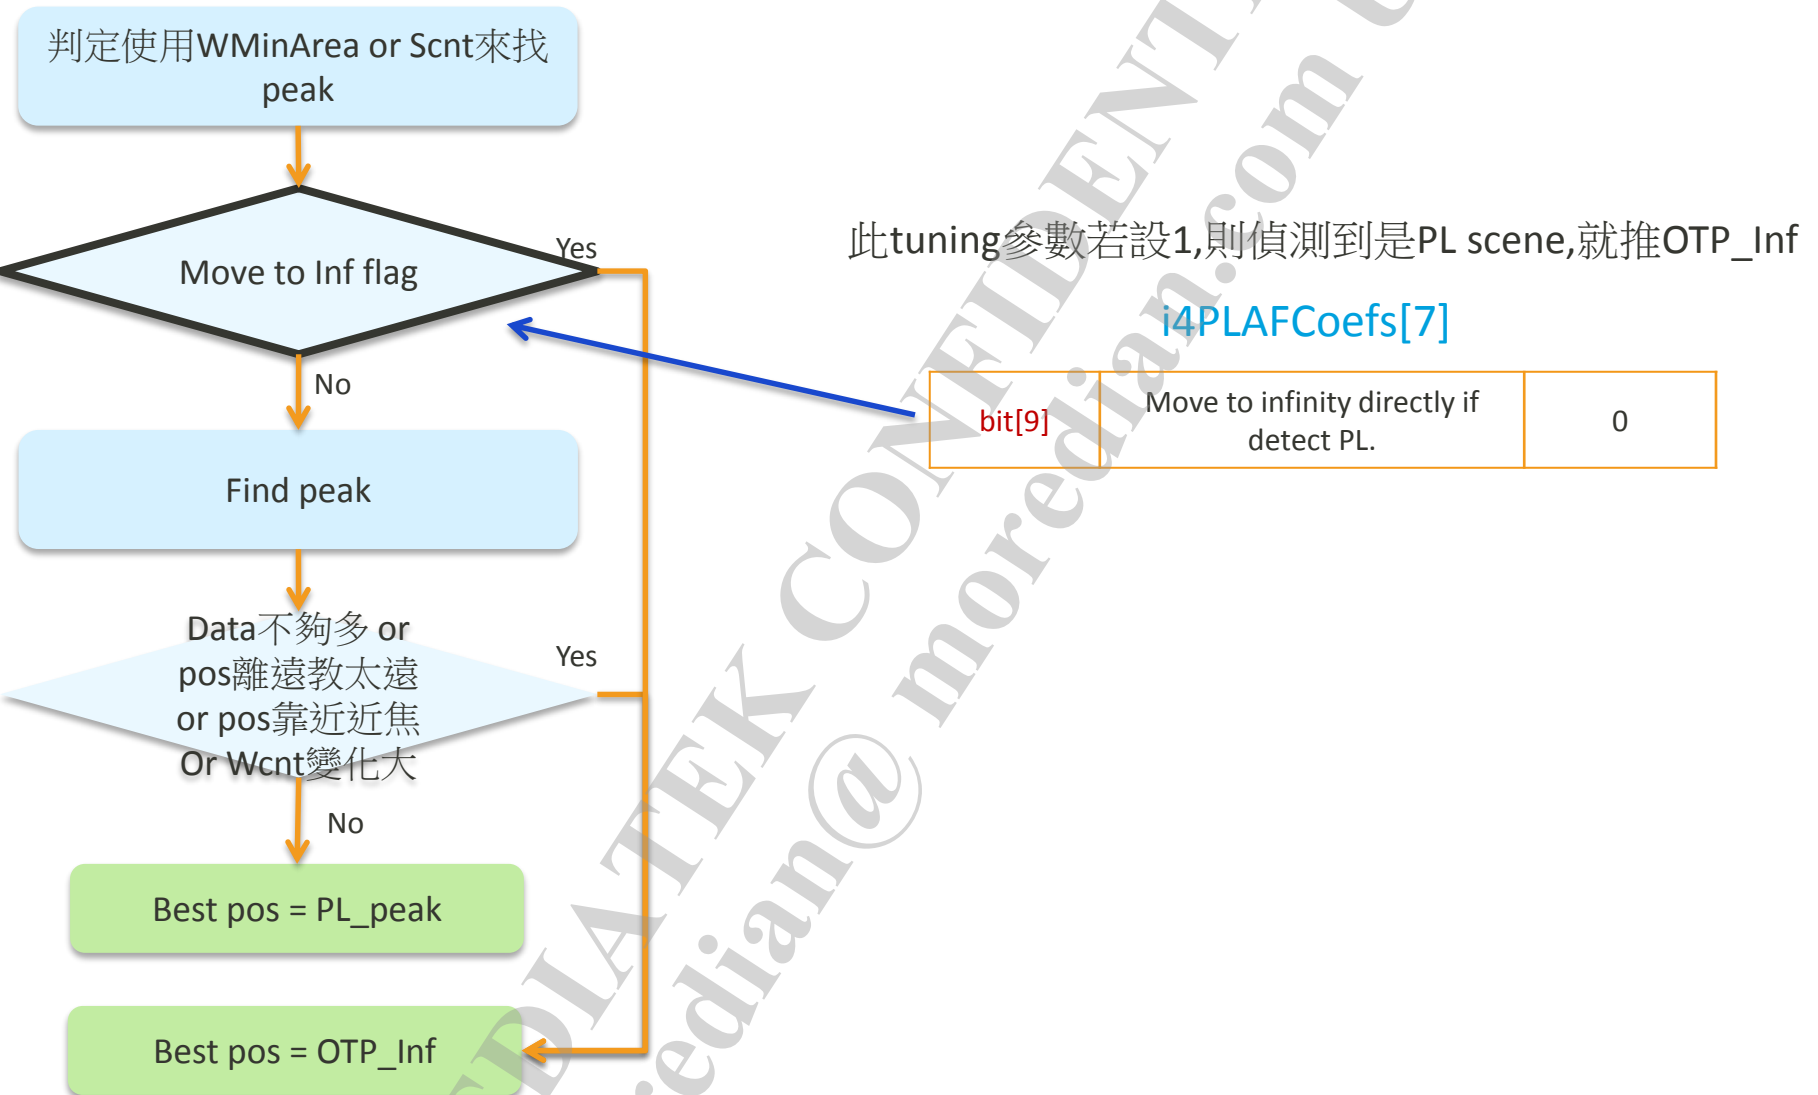 判定使用WMinArea or Scnt來找
peak
Move to Inf flag
Yes
No
Find peak
Data不夠多 or
pos離遠教太遠
or pos靠近近焦
Or Wcnt變化大
Yes
No
Best pos = PL_peak
Best pos = OTP_Inf
此tuning參數若設1,則偵測到是PL scene,就推OTP_Inf
i4PLAFCoefs[7]
bit[9]
Move to infinity directly if
detect PL.
0
EDIATEK CONFIDENT
redian@ moredian.com